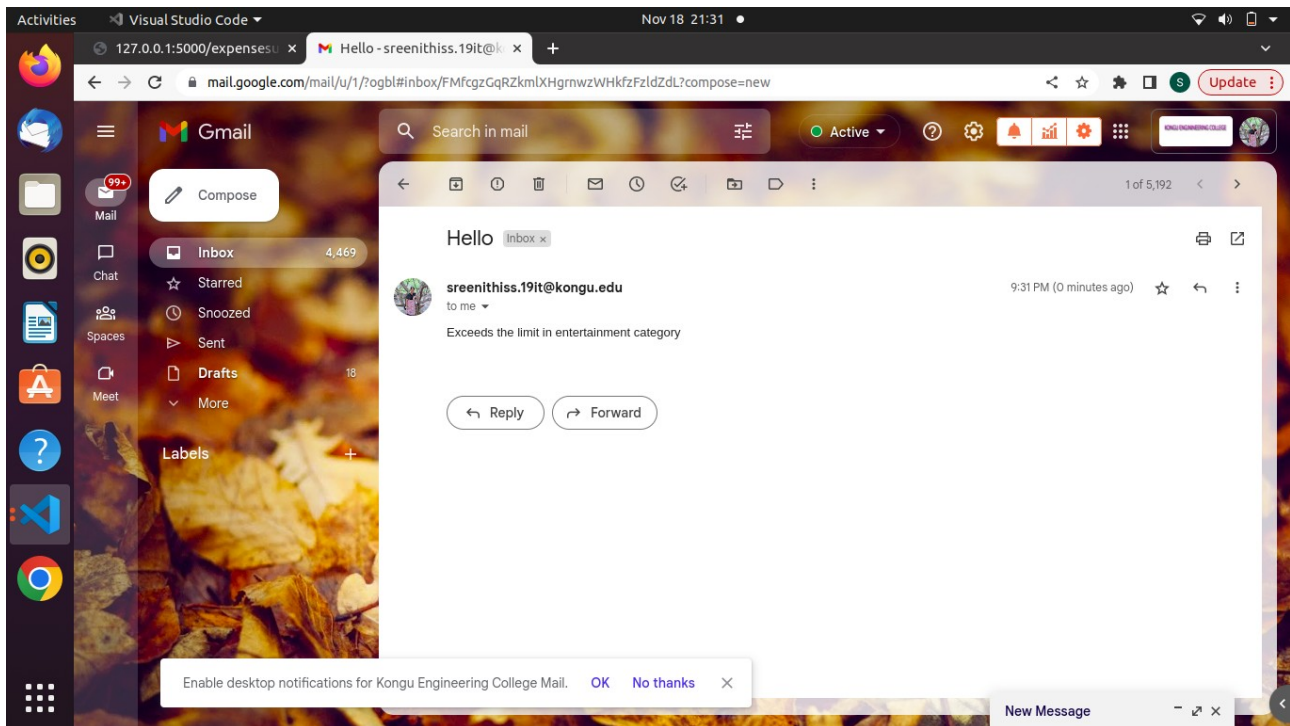 Activities Visual Studio Code Nov 18 21:31
127.0.0.1:5000/expensesu Hello - sreenithiss.19it@k
mail.google.com/mail/u/1/?ogbl#inbox/FMfcgzGqRZkmlXHgrnwzWHkfzFzldZdL?compose=new S Update
Gmail Search in mail Active KONGU ENGINEERING COLLEGE
99+
Mail
Compose
1 of 5,192
Hello Inbox ×
Inbox 4,469
Chat
Starred
sreenithiss.19it@kongu.edu 9:31 PM (0 minutes ago)
to me
Snoozed
Spaces
Exceeds the limit in entertainment category
Sent
Drafts 18
Meet
More
Reply Forward
Labels +
Enable desktop notifications for Kongu Engineering College Mail. OK No thanks
New Message